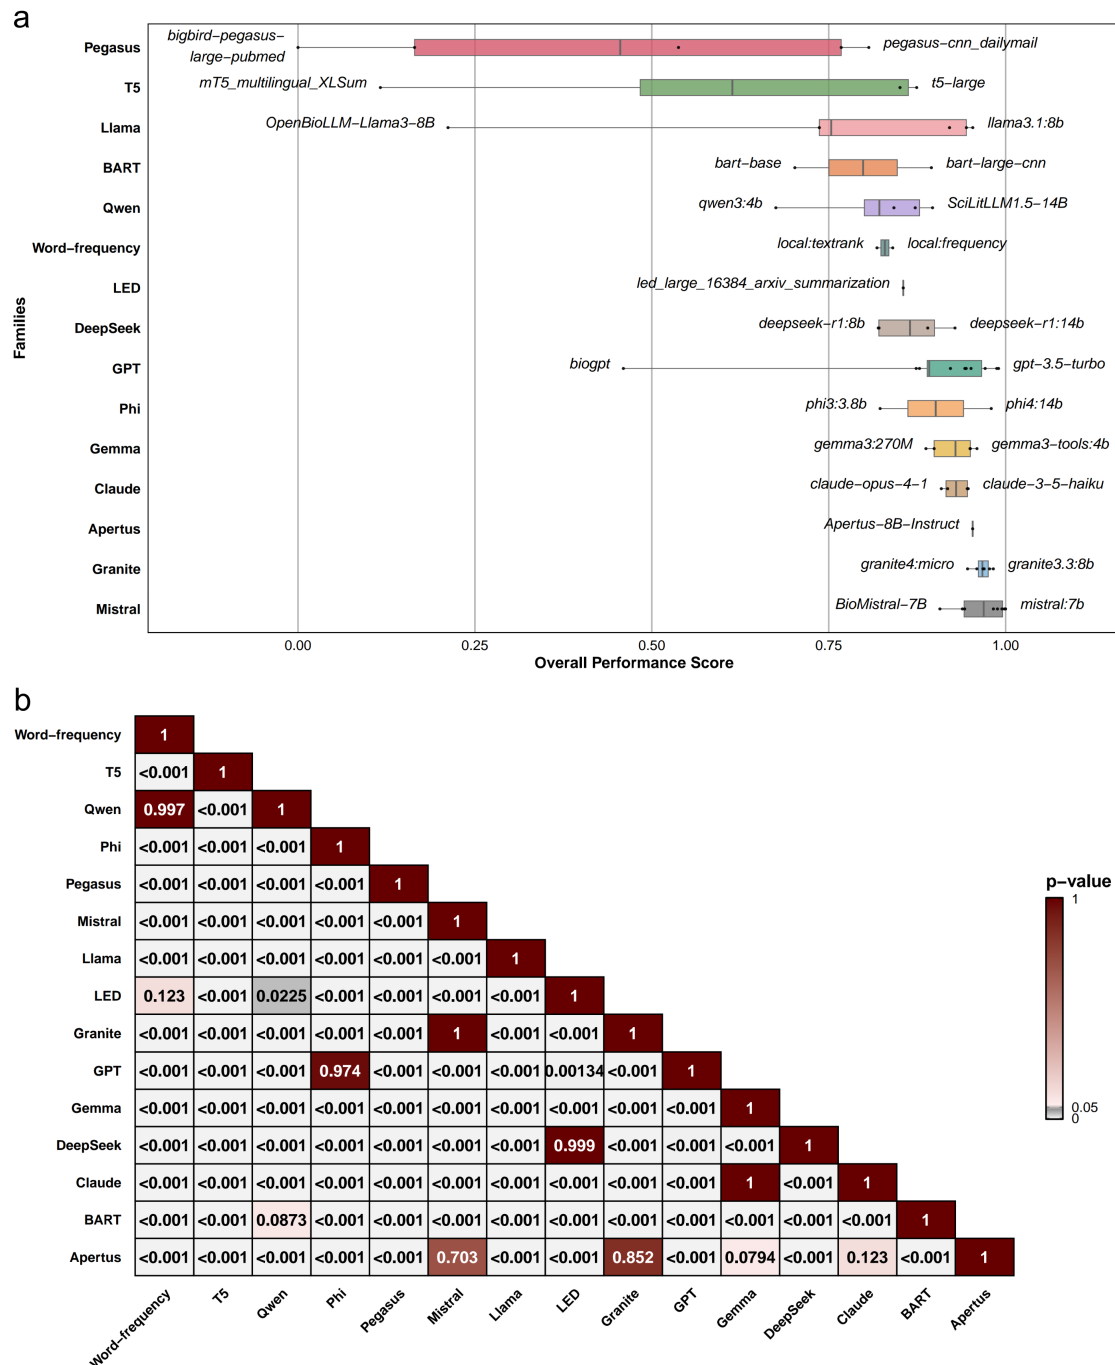 a
Families
Pegasus
bigbird-pegasus-
large-pubmed
pegasus-cnn_dailymail
T5
mT5_multilingual_XLSum
t5-large
Llama
OpenBioLLM-Llama3-8B
llama3.1:8b
BART
bart-base
bart-large-cnn
Qwen
qwen3:4b
SciLitLLM1.5-14B
Word-frequency
local:textrank
local:frequency
LED
led_large_16384_arxiv_summarization
DeepSeek
deepseek-r1:8b
deepseek-r1:14b
GPT
biogpt
gpt-3.5-turbo
Phi
phi3:3.8b
phi4:14b
Gemma
gemma3:270M
gemma3-tools:4b
Claude
claude-opus-4-1
claude-3-5-haiku
Apertus
Apertus-8B-Instruct
Granite
granite4:micro
granite3.3:8b
Mistral
BioMistral-7B
mistral:7b
0.00 0.25 0.50 0.75 1.00
Overall Performance Score
b
Word-frequency 1
T5 <0.001 1
Qwen 0.997 <0.001 1
Phi <0.001 <0.001 <0.001 1
Pegasus <0.001 <0.001 <0.001 <0.001 1
Mistral <0.001 <0.001 <0.001 <0.001 <0.001 1
Llama <0.001 <0.001 <0.001 <0.001 <0.001 <0.001 1
LED 0.123 <0.001 0.0225 <0.001 <0.001 <0.001 <0.001 1
Granite <0.001 <0.001 <0.001 <0.001 <0.001 1 <0.001 <0.001 1
GPT <0.001 <0.001 <0.001 0.974 <0.001 <0.001 <0.001 0.00134 <0.001 1
Gemma <0.001 <0.001 <0.001 <0.001 <0.001 <0.001 <0.001 <0.001 <0.001 <0.001 1
DeepSeek <0.001 <0.001 <0.001 <0.001 <0.001 <0.001 <0.001 0.999 <0.001 <0.001 <0.001 1
Claude <0.001 <0.001 <0.001 <0.001 <0.001 <0.001 <0.001 <0.001 <0.001 <0.001 1 <0.001 1
BART <0.001 <0.001 0.0873 <0.001 <0.001 <0.001 <0.001 <0.001 <0.001 <0.001 <0.001 <0.001 <0.001 1
Apertus <0.001 <0.001 <0.001 <0.001 <0.001 0.703 <0.001 <0.001 0.852 <0.001 0.0794 <0.001 0.123 <0.001 1
Word-frequency T5 Qwen Phi Pegasus Mistral Llama LED Granite GPT Gemma DeepSeek Claude BART Apertus
p-value
1
0.05
0